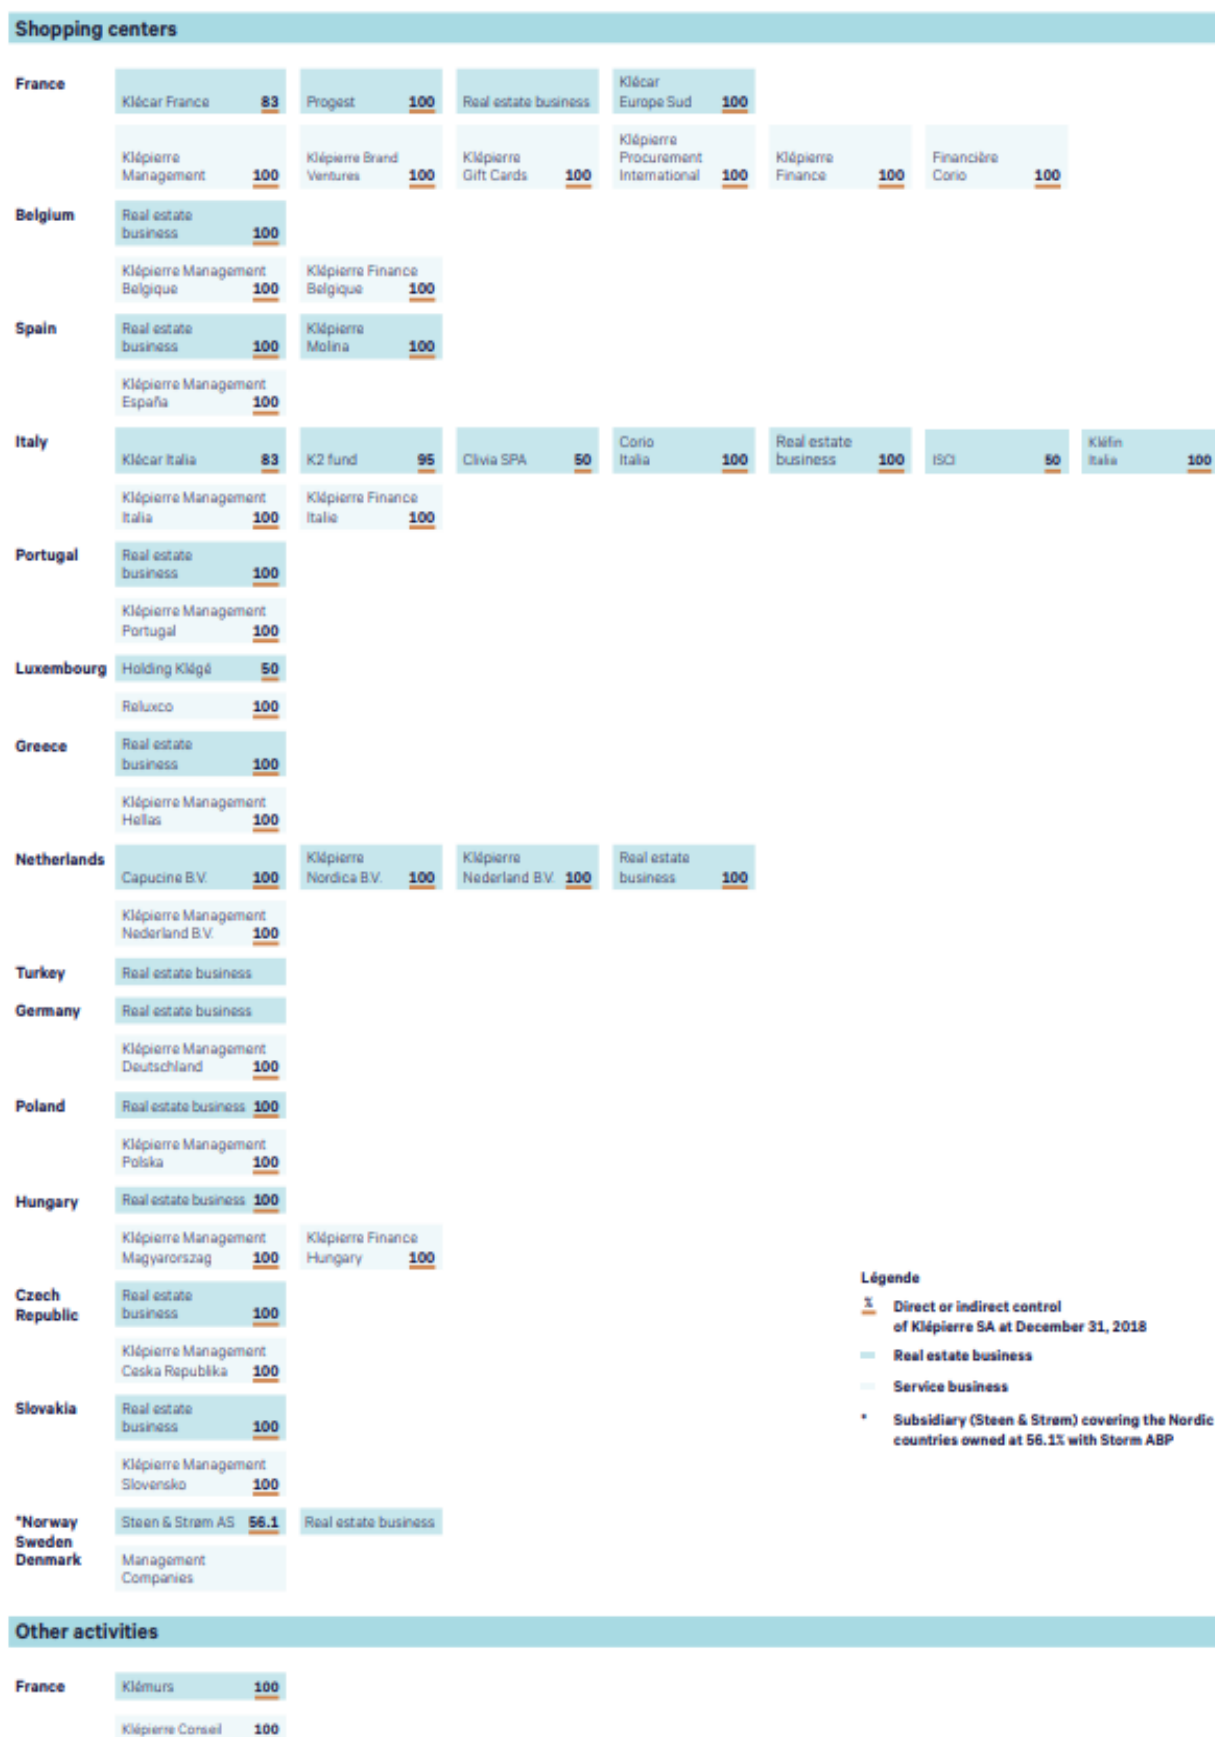 Shopping centers
France
Klécar France 83
Progest 100
Real estate business
Klécar
Europe Sud 100
Klépierre
Management 100
Klépierre Brand
Ventures 100
Klépierre
Gift Cards 100
Klépierre
Procurement
International 100
Klépierre
Finance 100
Financière
Corio 100
Belgium
Real estate
business 100
Klépierre Management
Belgique 100
Klépierre Finance
Belgique 100
Spain
Real estate
business 100
Klépierre
Molina 100
Klépierre Management
España 100
Italy
Klécar Italia 83
K2 fund 95
Clivia SPA 50
Corio
Italia 100
Real estate
business 100
ISCI 50
Kléfin
Italia 100
Klépierre Management
Italia 100
Klépierre Finance
Italie 100
Portugal
Real estate
business 100
Klépierre Management
Portugal 100
Luxembourg
Holding Klégé 50
Reluxco 100
Greece
Real estate
business 100
Klépierre Management
Hellas 100
Netherlands
Capucine B.V. 100
Klépierre
Nordica B.V. 100
Klépierre
Nederland B.V. 100
Real estate
business 100
Klépierre Management
Nederland B.V. 100
Turkey
Real estate business
Germany
Real estate business
Klépierre Management
Deutschland 100
Poland
Real estate business 100
Klépierre Management
Polska 100
Hungary
Real estate business 100
Klépierre Management
Magyarorszag 100
Klépierre Finance
Hungary 100
Czech
Republic
Real estate
business 100
Klépierre Management
Ceska Republika 100
Slovakia
Real estate
business 100
Klépierre Management
Slovensko 100
*Norway
Sweden
Denmark
Steen & Strøm AS 56.1
Real estate business
Management
Companies
Légende
% Direct or indirect control
of Klépierre SA at December 31, 2018
Real estate business
Service business
* Subsidiary (Steen & Strøm) covering the Nordic
countries owned at 56.1% with Storm ABP
Other activities
France
Klémurs 100
Klépierre Conseil 100